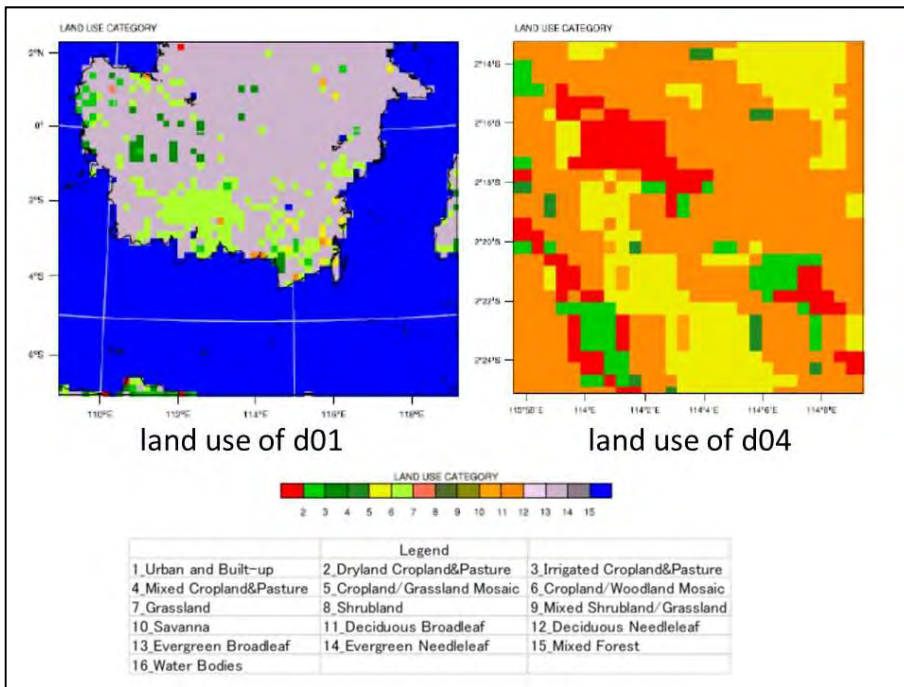 LAND USE CATEGORY
LAND USE CATEGORY
2°N
0°
2°S
4°S
6°S
110°E 112°E 114°E 116°E 118°E
land use of d01
2°14'S
2°16'S
2°18'S
2°20'S
2°22'S
2°24'S
114°E 114°2'E 114°4'E 114°6'E 114°8'E
land use of d04
LAND USE CATEGORY
2 3 4 5 6 7 8 9 10 11 12 13 14 15
Legend
1_Urban and Built-up 2_Dryland Cropland&Pasture 3_Irrigated Cropland&Pasture
4_Mixed Cropland&Pasture 5_Cropland/Grassland Mosaic 6_Cropland/Woodland Mosaic
7_Grassland 8_Shrubland 9_Mixed Shrubland/Grassland
10_Savanna 11_Deciduous Broadleaf 12_Deciduous Needleleaf
13_Evergreen Broadleaf 14_Evergreen Needleleaf 15_Mixed Forest
16_Water Bodies